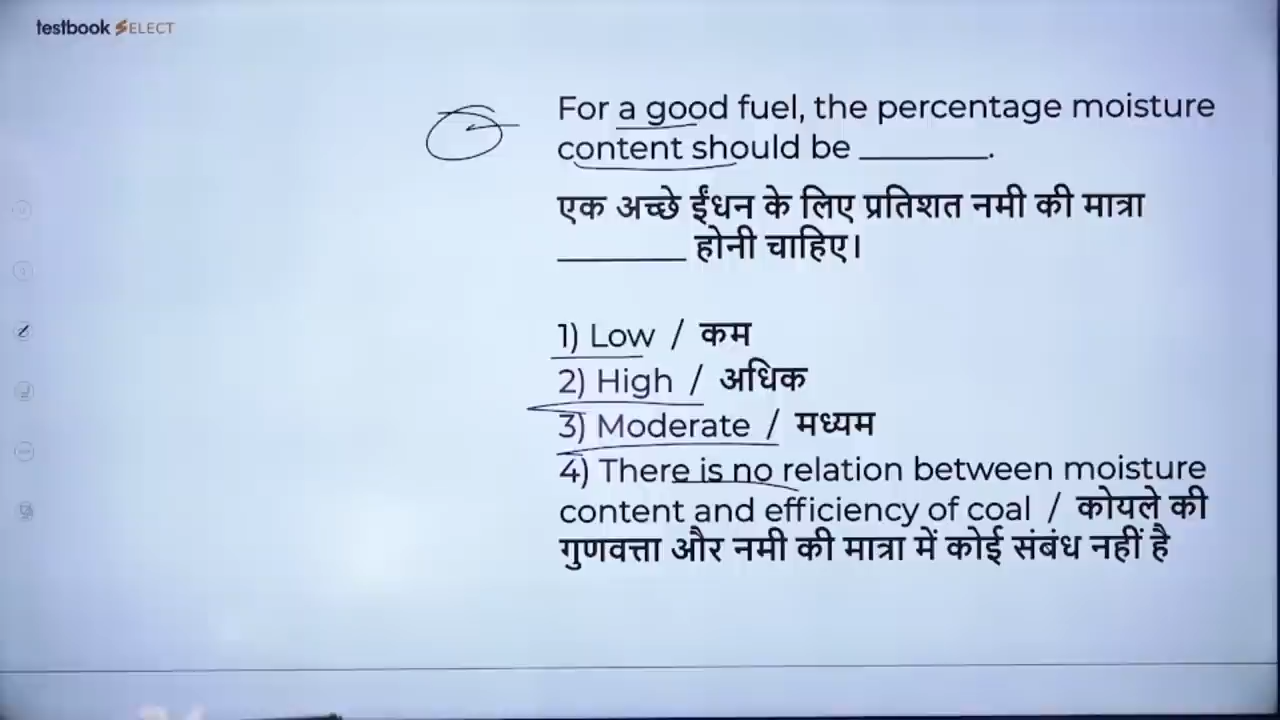 testbook SELECT
For a good fuel, the percentage moisture
content should be ________.
एक अच्छे ईंधन के लिए प्रतिशत नमी की मात्रा
________ होनी चाहिए।
1) Low / कम
2) High / अधिक
3) Moderate / मध्यम
4) There is no relation between moisture
content and efficiency of coal / कोयले की
गुणवत्ता और नमी की मात्रा में कोई संबंध नहीं है